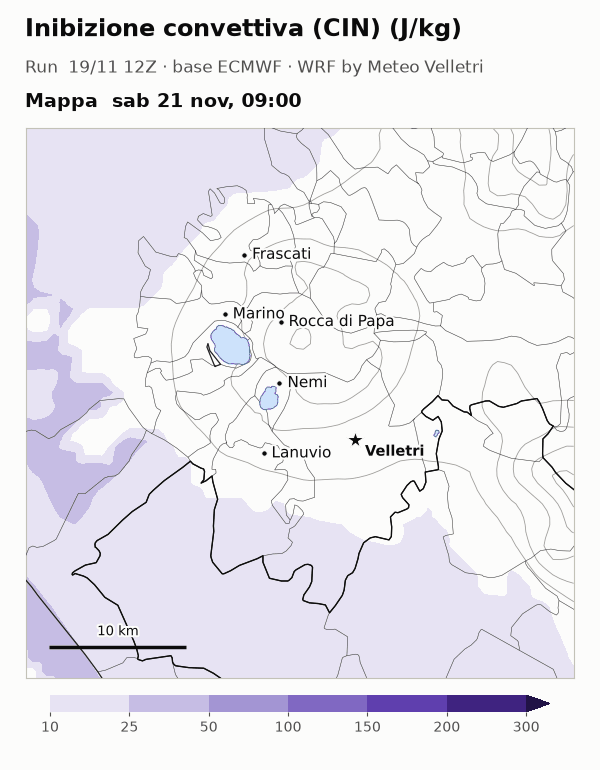 Inibizione convettiva (CIN) (J/kg)
Run  19/11 12Z · base ECMWF · WRF by Meteo Velletri
Mappa  sab 21 nov, 09:00
Frascati
Marino
Rocca di Papa
Nemi
Velletri
Lanuvio
10 km
10 25 50 100 150 200 300